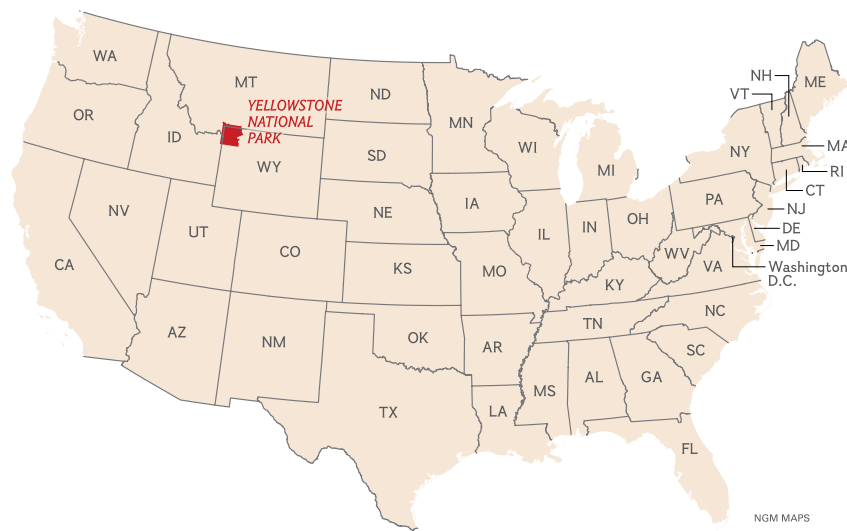 WA
MT
ND
MN
OR
ID
YELLOWSTONE
NATIONAL
PARK
WY
SD
WI
MI
NY
VT
NH
ME
MA
RI
CT
NJ
DE
MD
Washington
D.C.
PA
NV
UT
CO
NE
IA
IL
IN
OH
WV
VA
CA
KS
MO
KY
AZ
NM
OK
AR
TN
NC
SC
TX
LA
MS
AL
GA
FL
NGM MAPS